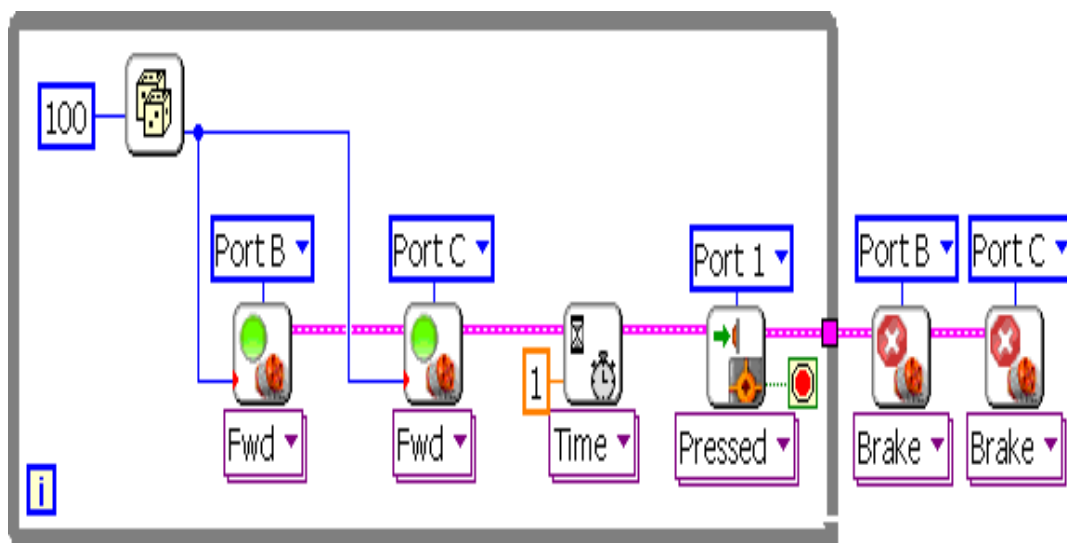 100
Port B
Port C
Port 1
Port B
Port C
1
Fwd
Fwd
Time
Pressed
Brake
Brake
i